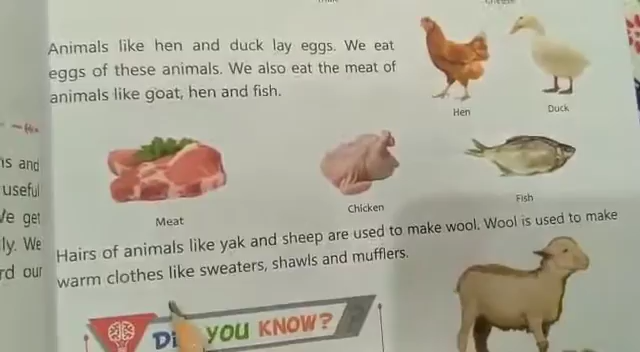 Animals like hen and duck lay eggs. We eat
eggs of these animals. We also eat the meat of
animals like goat, hen and fish.
Hen
Duck
Meat
Chicken
Fish
Hairs of animals like yak and sheep are used to make wool. Wool is used to make
warm clothes like sweaters, shawls and mufflers.
YOU KNOW?
and
useful
We get
We
our